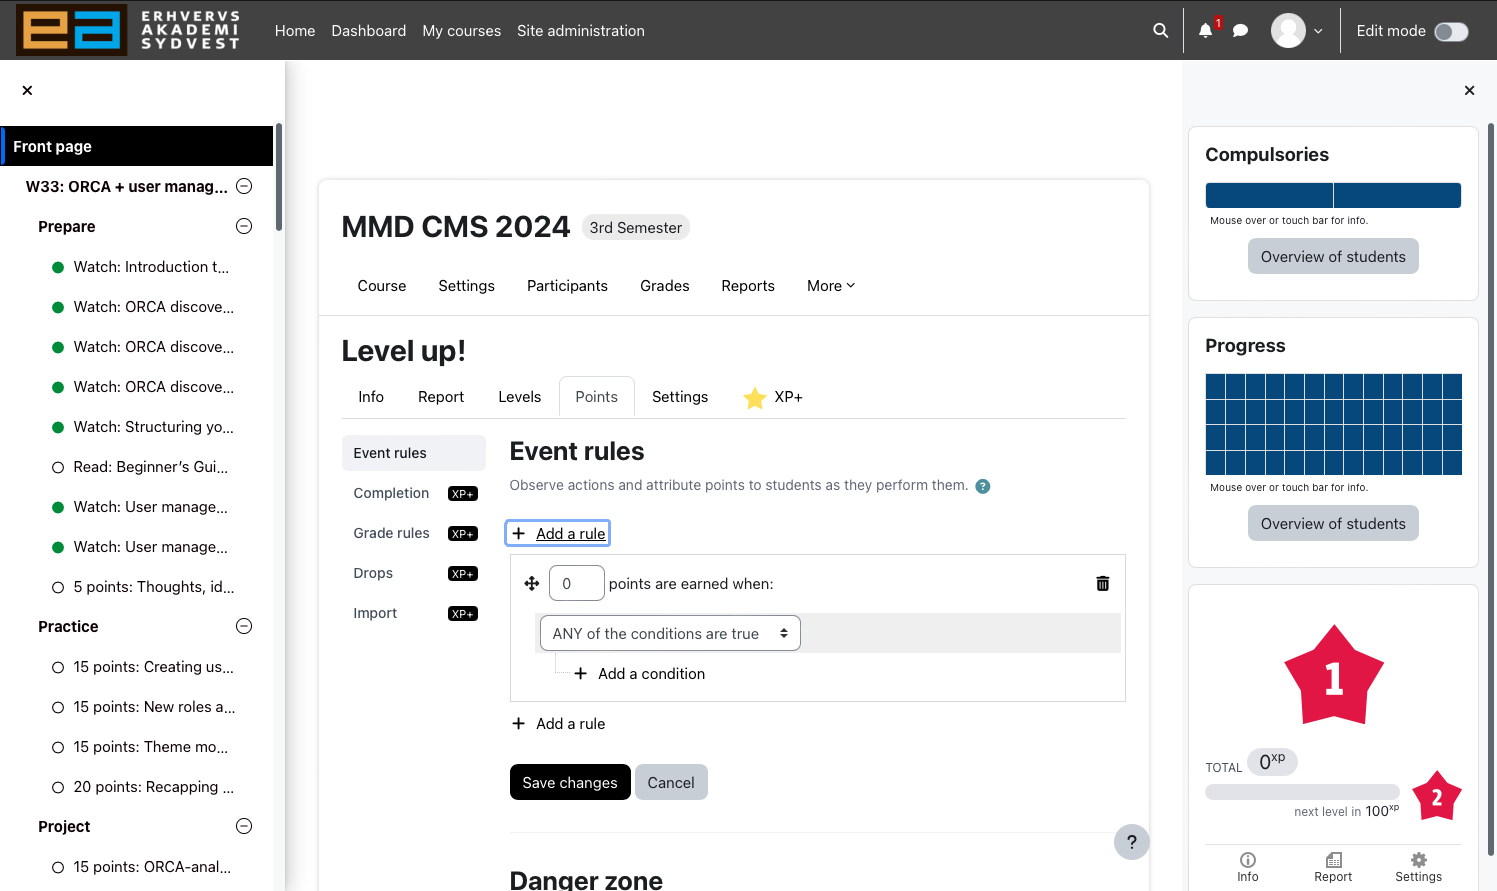 ea ERHVERVS AKADEMI SYDVEST
Home Dashboard My courses Site administration 1 Edit mode
Front page
W33: ORCA + user manag...
Prepare
Watch: Introduction t...
Watch: ORCA discove...
Watch: ORCA discove...
Watch: ORCA discove...
Watch: Structuring yo...
Read: Beginner's Gui...
Watch: User manage...
Watch: User manage...
5 points: Thoughts, id...
Practice
15 points: Creating us...
15 points: New roles a...
15 points: Theme mo...
20 points: Recapping ...
Project
15 points: ORCA-anal...
MMD CMS 2024 3rd Semester
Course Settings Participants Grades Reports More
Level up!
Info Report Levels Points Settings XP+
Event rules
Completion XP+
Grade rules XP+
Drops XP+
Import XP+
Event rules
Observe actions and attribute points to students as they perform them. ?
+ Add a rule
0 points are earned when:
ANY of the conditions are true
+ Add a condition
+ Add a rule
Save changes Cancel
Danger zone
?
Compulsories
Mouse over or touch bar for info.
Overview of students
Progress
Mouse over or touch bar for info.
Overview of students
1
TOTAL 0xp
2
next level in 100xp
Info Report Settings